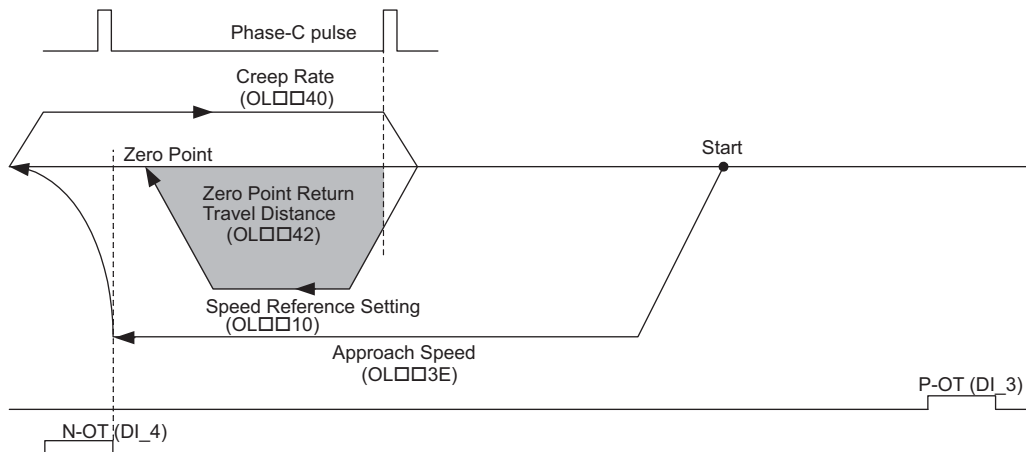 Phase-C pulse
Creep Rate
(OL□□40)
Zero Point
Start
Zero Point Return
Travel Distance
(OL□□42)
Speed Reference Setting
(OL□□10)
Approach Speed
(OL□□3E)
P-OT (DI_3)
N-OT (DI_4)